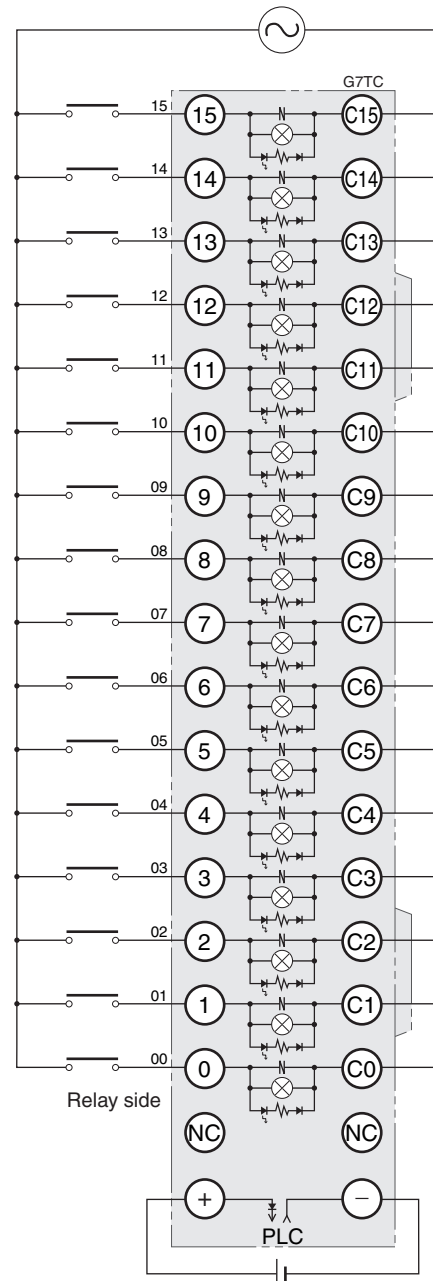 G7TC
15 15 N C15
14 14 N C14
13 13 N C13
12 12 N C12
11 11 N C11
10 10 N C10
09 9 N C9
08 8 N C8
07 7 N C7
06 6 N C6
05 5 N C5
04 4 N C4
03 3 N C3
02 2 N C2
01 1 N C1
00 0 N C0
Relay side
NC NC
+ −
PLC